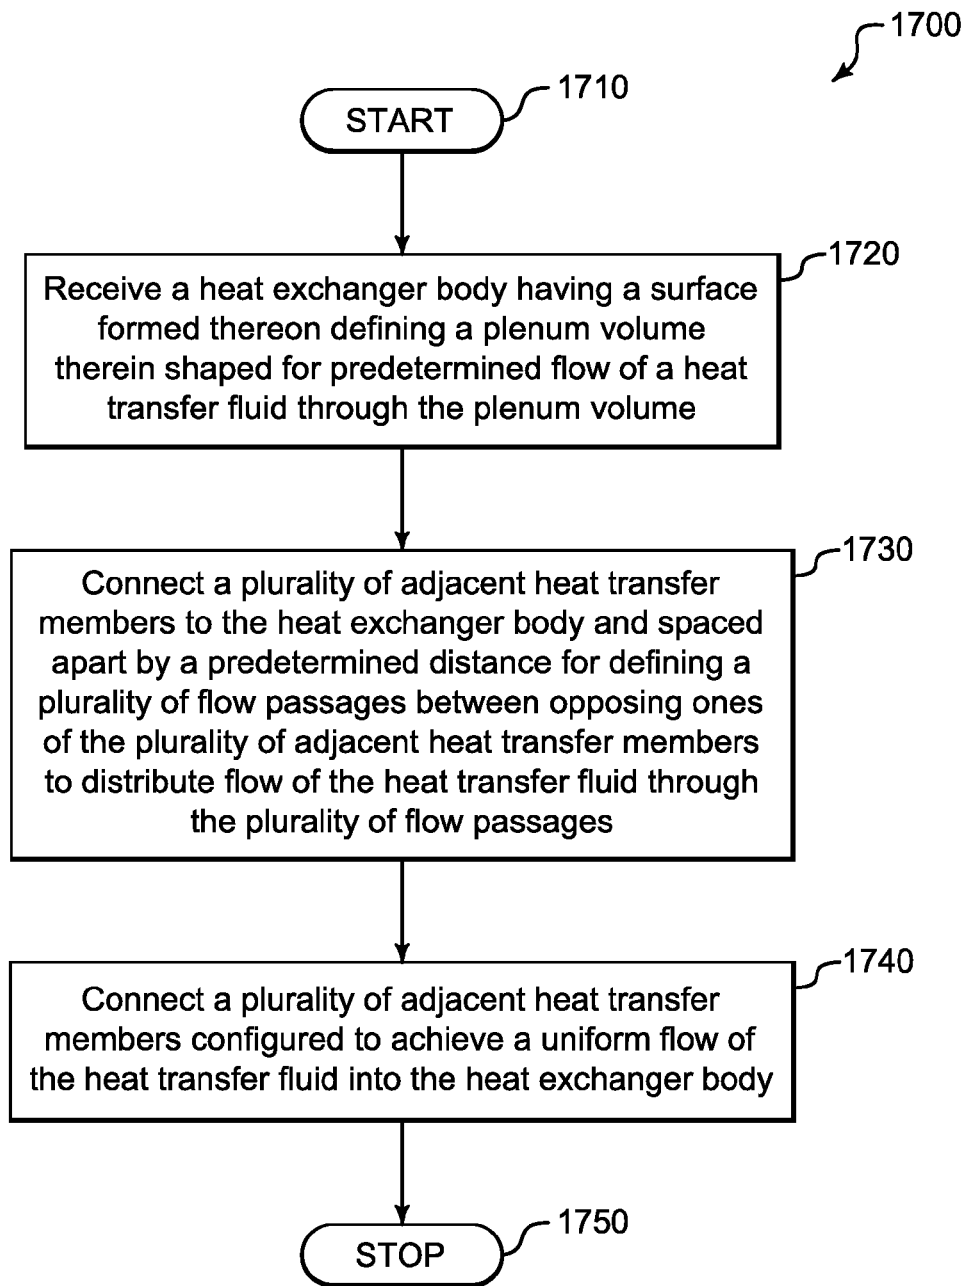 1700
1710
START
1720
Receive a heat exchanger body having a surface
formed thereon defining a plenum volume
therein shaped for predetermined flow of a heat
transfer fluid through the plenum volume
1730
Connect a plurality of adjacent heat transfer
members to the heat exchanger body and spaced
apart by a predetermined distance for defining a
plurality of flow passages between opposing ones
of the plurality of adjacent heat transfer members
to distribute flow of the heat transfer fluid through
the plurality of flow passages
1740
Connect a plurality of adjacent heat transfer
members configured to achieve a uniform flow of
the heat transfer fluid into the heat exchanger body
1750
STOP